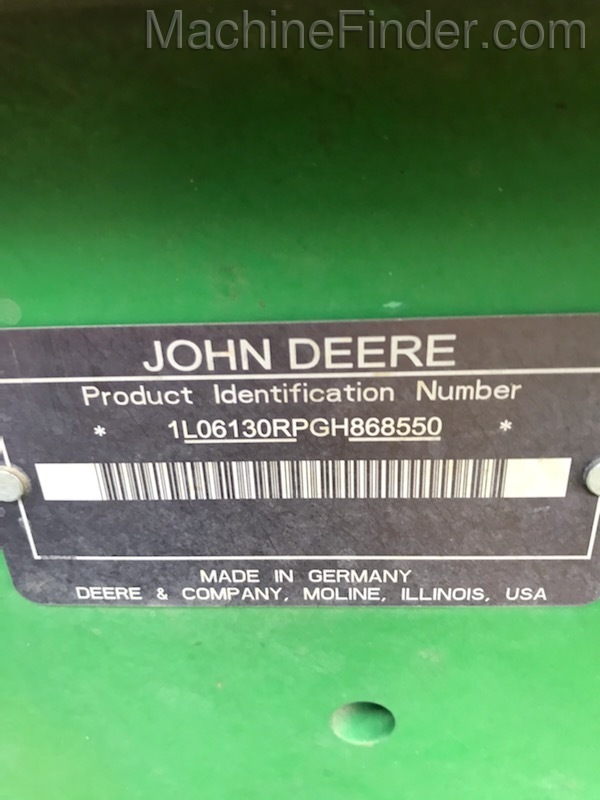 MachineFinder.com
JOHN DEERE
Product Identification Number
* 1L06130RPGH868550 *
MADE IN GERMANY
DEERE & COMPANY, MOLINE, ILLINOIS, USA